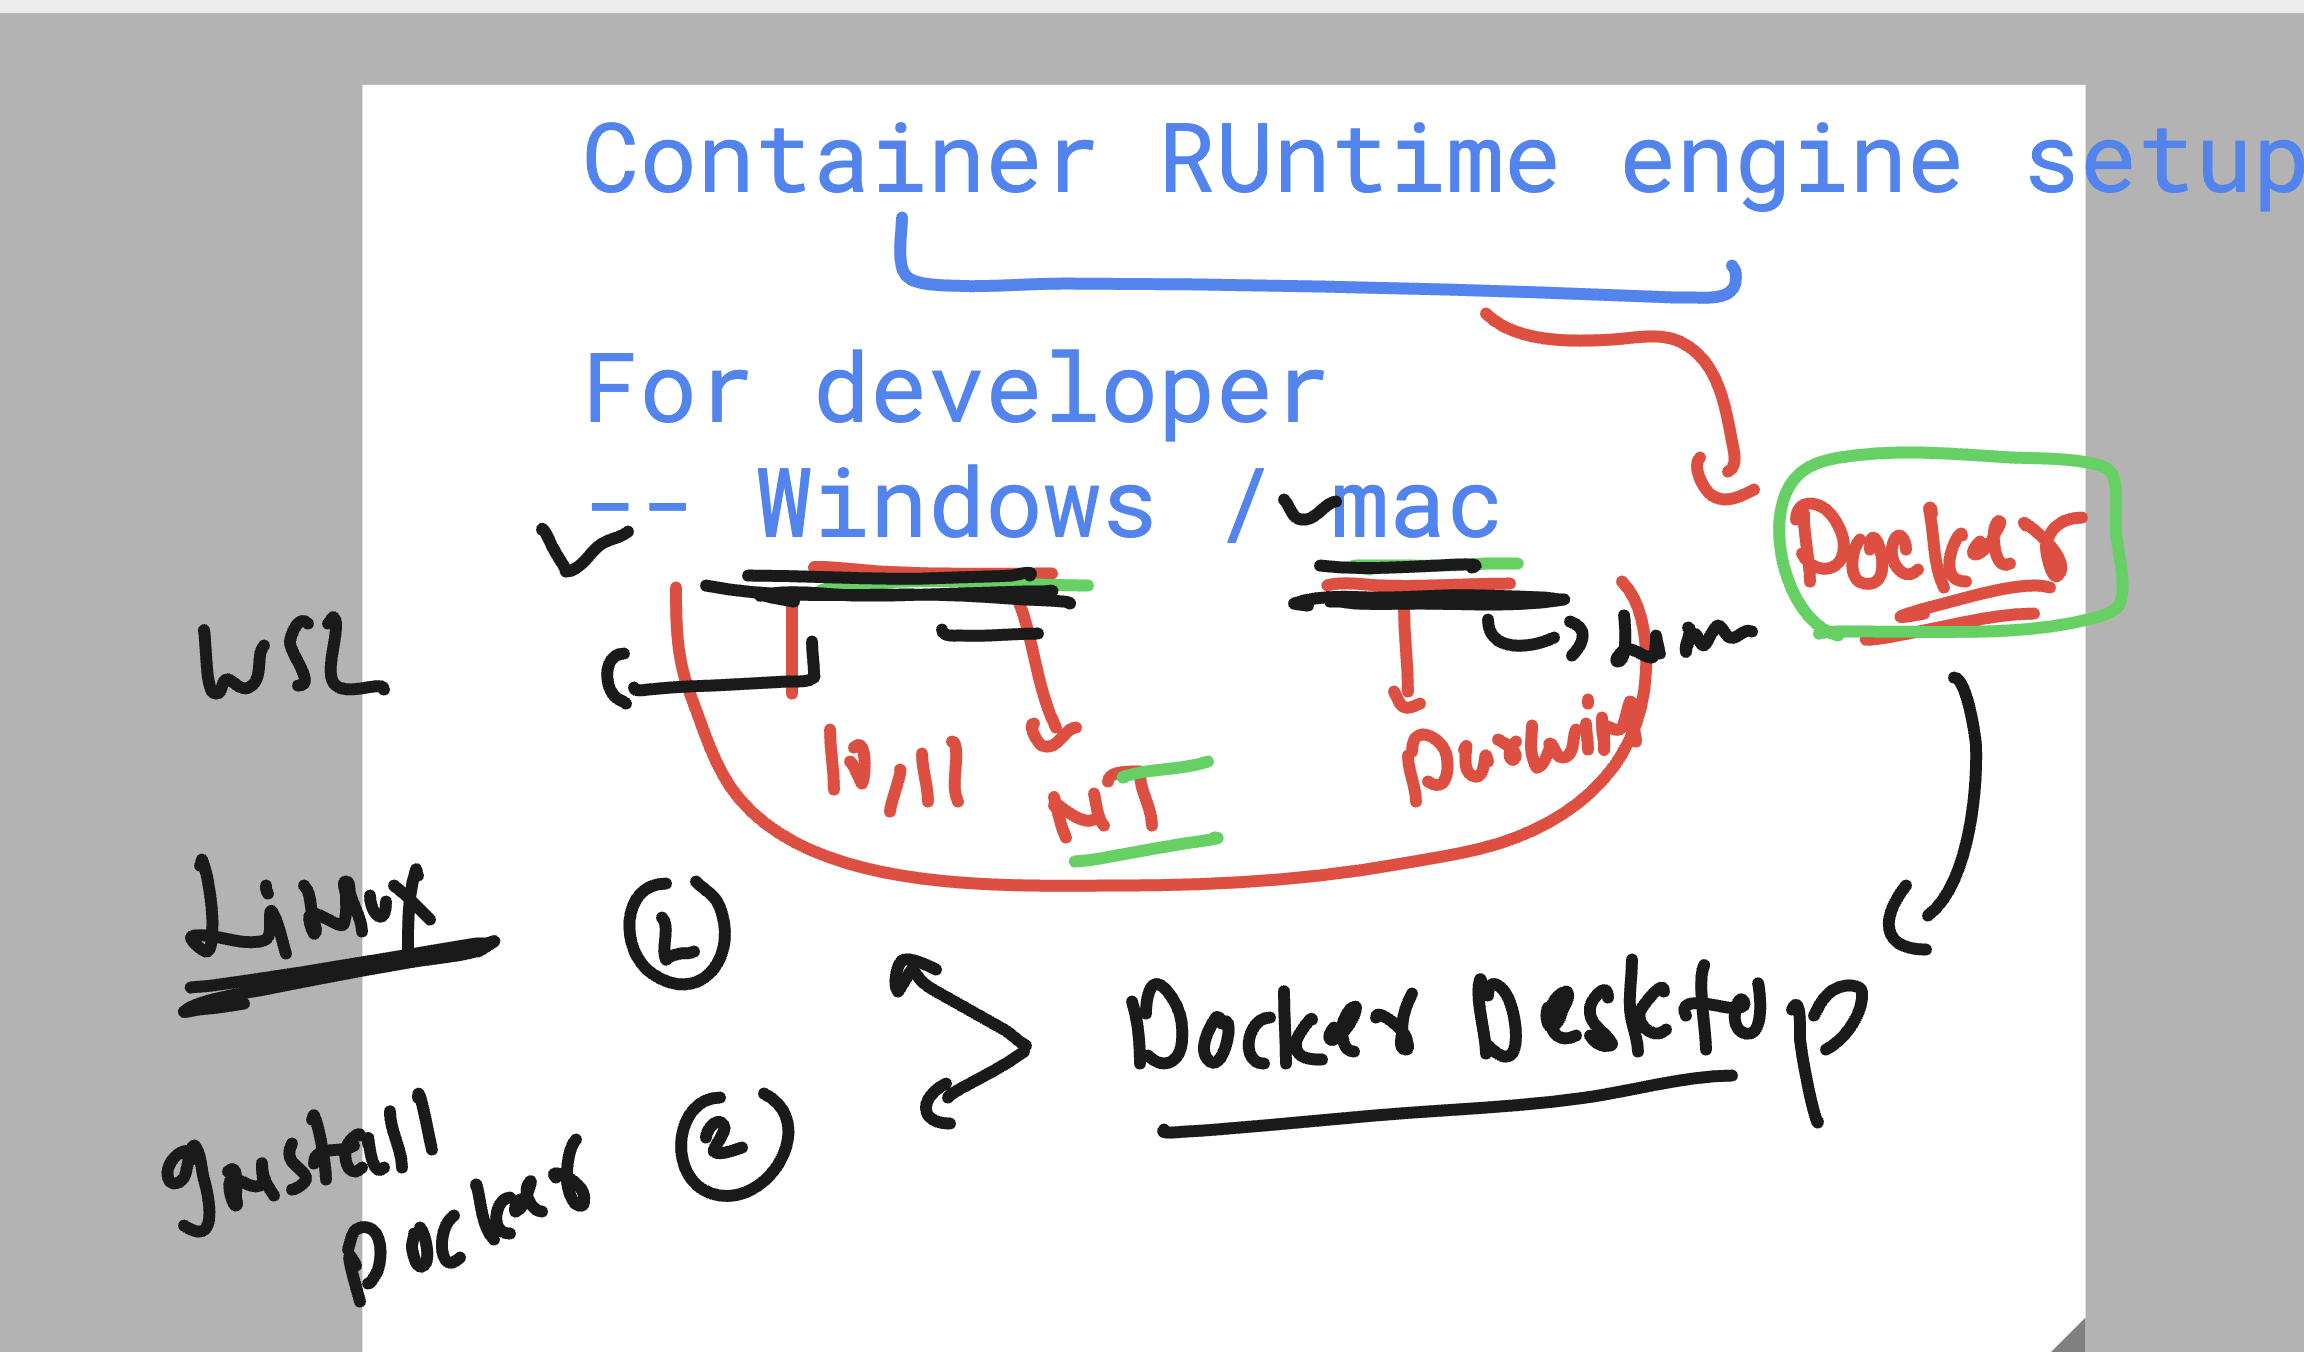 Container RUntime engine setup
For developer
-- Windows / mac
Docker
WSL
10/11
NT
Darwin
Linux
1
Docker Desktop
Install
Docker
2